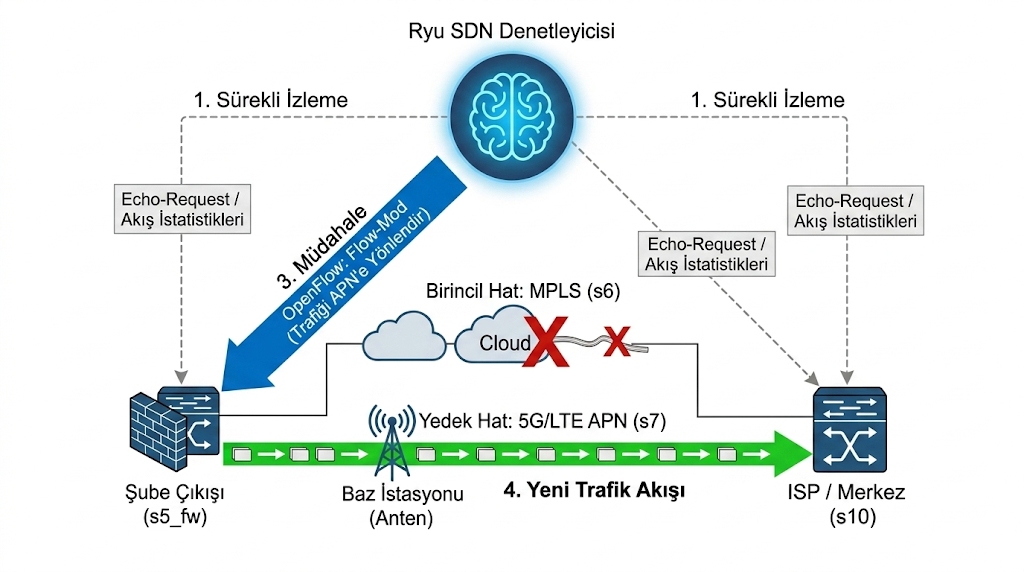 Ryu SDN Denetleyicisi
1. Sürekli İzleme
1. Sürekli İzleme
Echo-Request /
Akış İstatistikleri
Echo-Request /
Akış İstatistikleri
Echo-Request /
Akış İstatistikleri
3. Müdahale
OpenFlow: Flow-Mod
(Trafiği APN'e Yönlendir)
Birincil Hat: MPLS (s6)
Cloud
Yedek Hat: 5G/LTE APN (s7)
4. Yeni Trafik Akışı
Şube Çıkışı
(s5_fw)
Baz İstasyonu
(Anten)
ISP / Merkez
(s10)